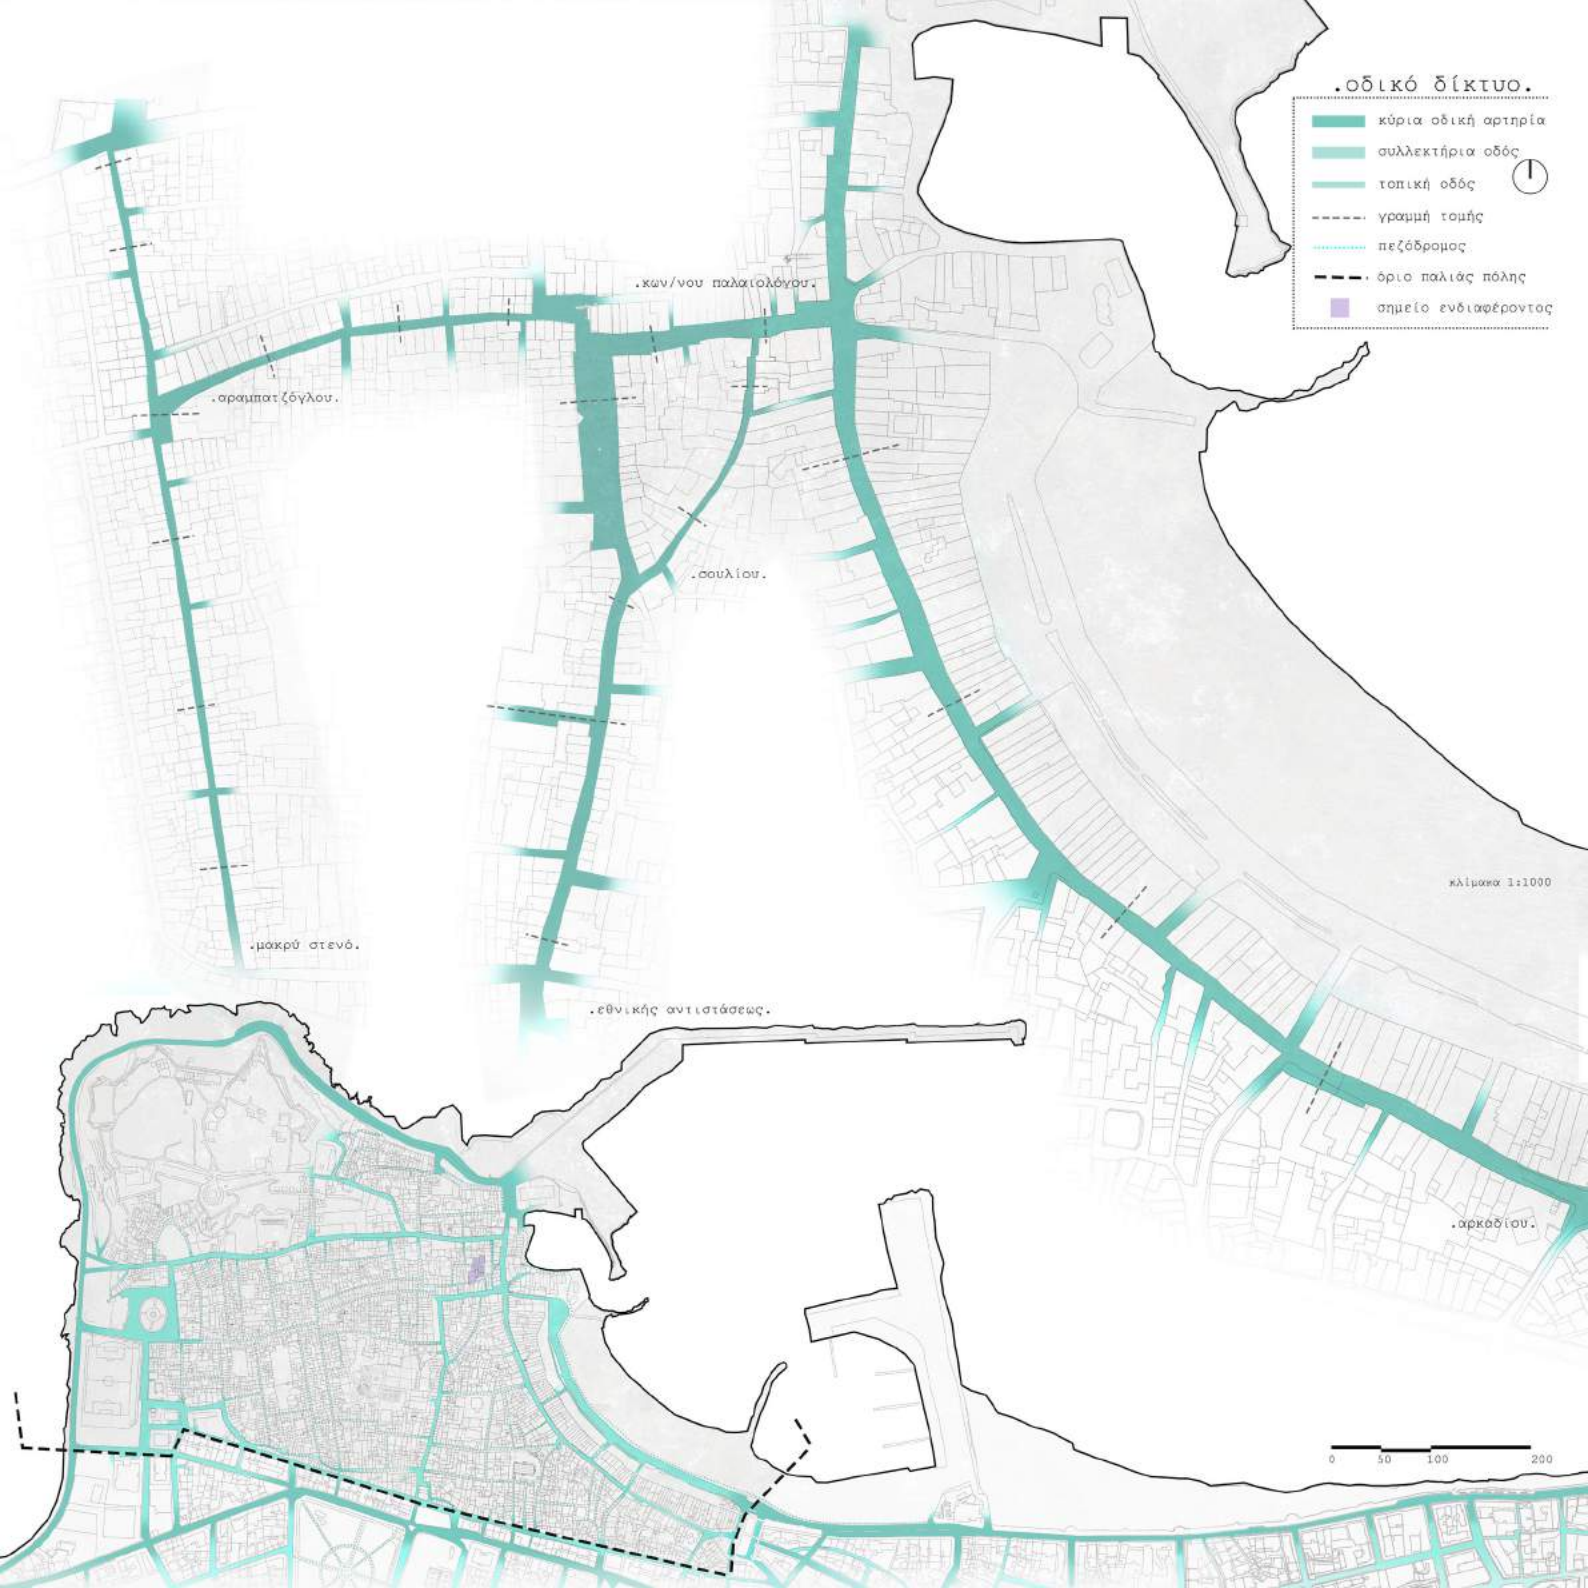 .οδικό δίκτυο.
κύρια οδική αρτηρία
συλλεκτήρια οδός
τοπική οδός
γραμμή τομής
πεζόδρομος
όριο παλιάς πόλης
σημείο ενδιαφέροντος
.κων/νου παλαιολόγου.
.αραμπατζόγλου.
.σουλίου.
κλίμακα 1:1000
.μακρύ στενό.
.εθνικής αντιστάσεως.
.αρκαδίου.
0 50 100 200